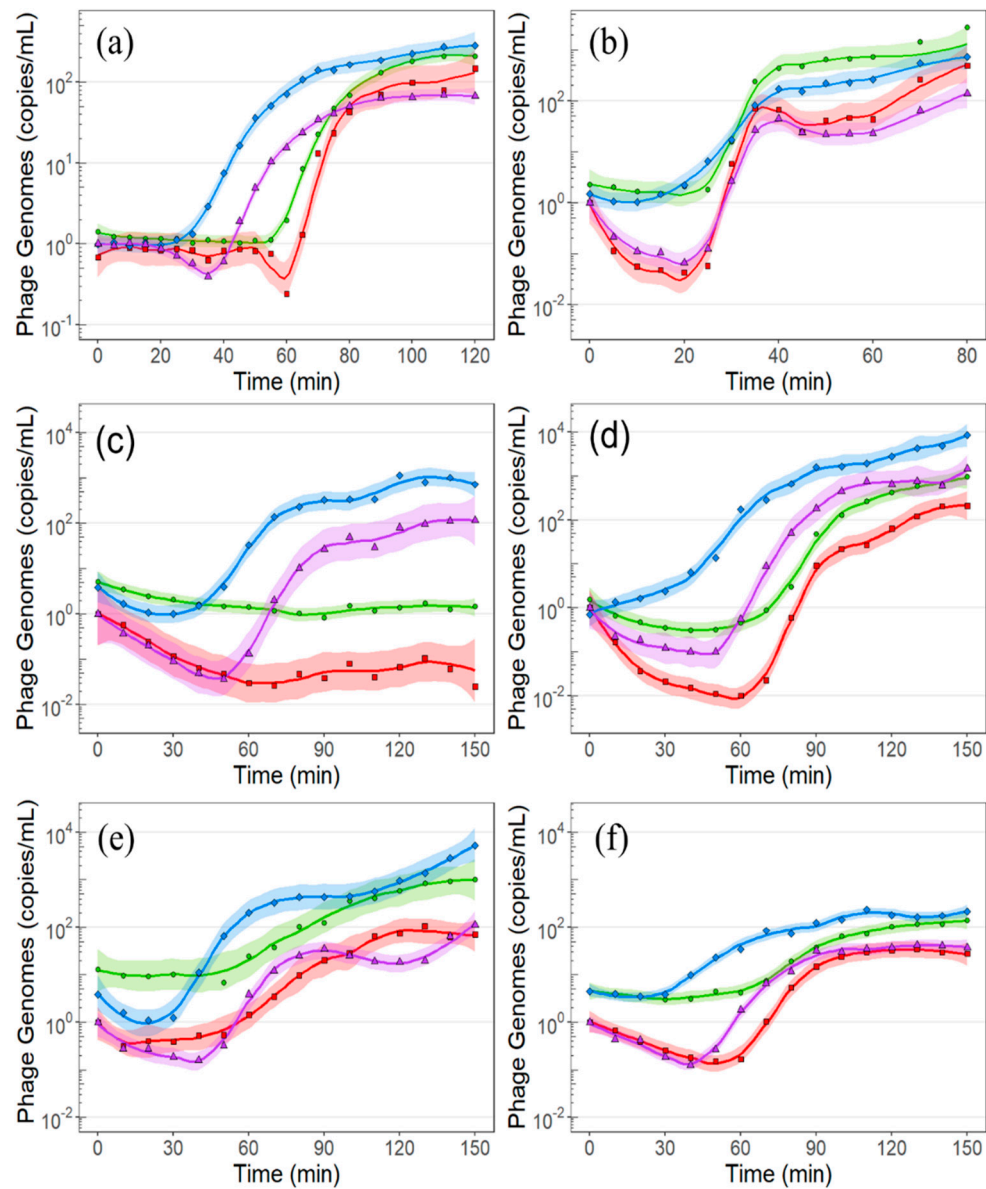 (a)
Phage Genomes (copies/mL)
10^2
10^1
10^0
10^-1
0 20 40 60 80 100 120
Time (min)
(b)
Phage Genomes (copies/mL)
10^2
10^0
10^-2
0 20 40 60 80
Time (min)
(c)
Phage Genomes (copies/mL)
10^4
10^2
10^0
10^-2
0 30 60 90 120 150
Time (min)
(d)
Phage Genomes (copies/mL)
10^4
10^2
10^0
10^-2
0 30 60 90 120 150
Time (min)
(e)
Phage Genomes (copies/mL)
10^4
10^2
10^0
10^-2
0 30 60 90 120 150
Time (min)
(f)
Phage Genomes (copies/mL)
10^4
10^2
10^0
10^-2
0 30 60 90 120 150
Time (min)